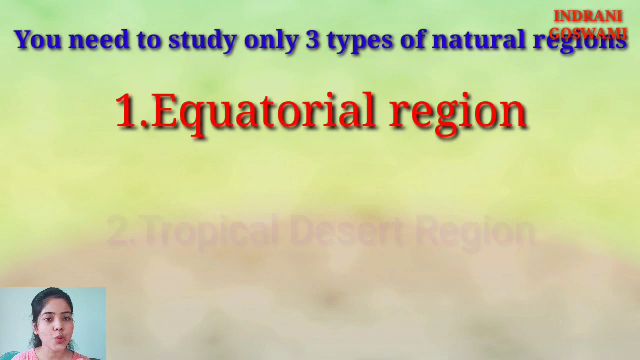 INDRANI
GOSWAMI
You need to study only 3 types of natural regions
1.Equatorial region
2.Tropical Desert Region